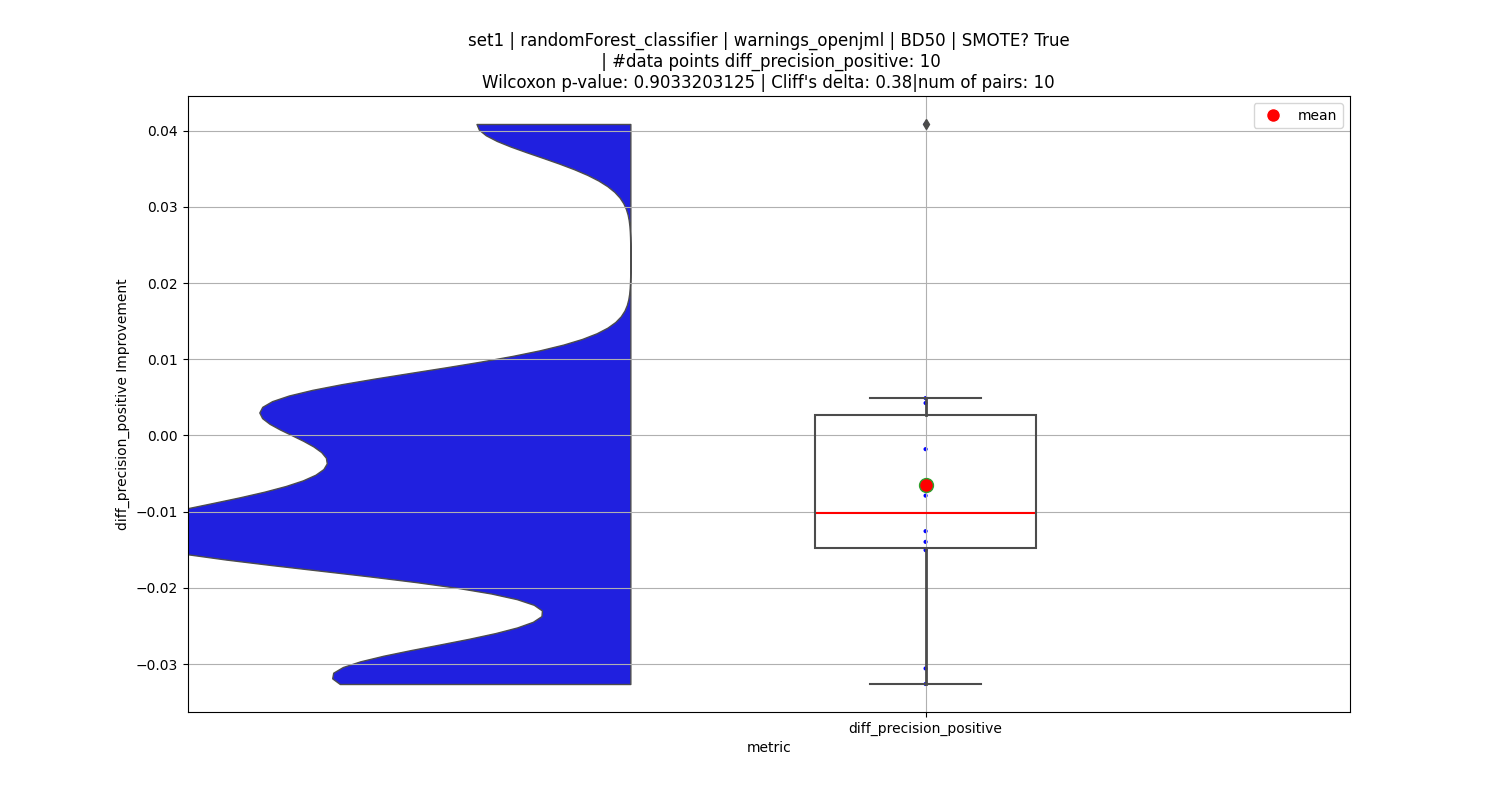 set1 | randomForest_classifier | warnings_openjml | BD50 | SMOTE? True
| #data points diff_precision_positive: 10
Wilcoxon p-value: 0.9033203125 | Cliff's delta: 0.38|num of pairs: 10
mean
0.04
0.03
0.02
0.01
0.00
−0.01
−0.02
−0.03
diff_precision_positive Improvement
diff_precision_positive
metric